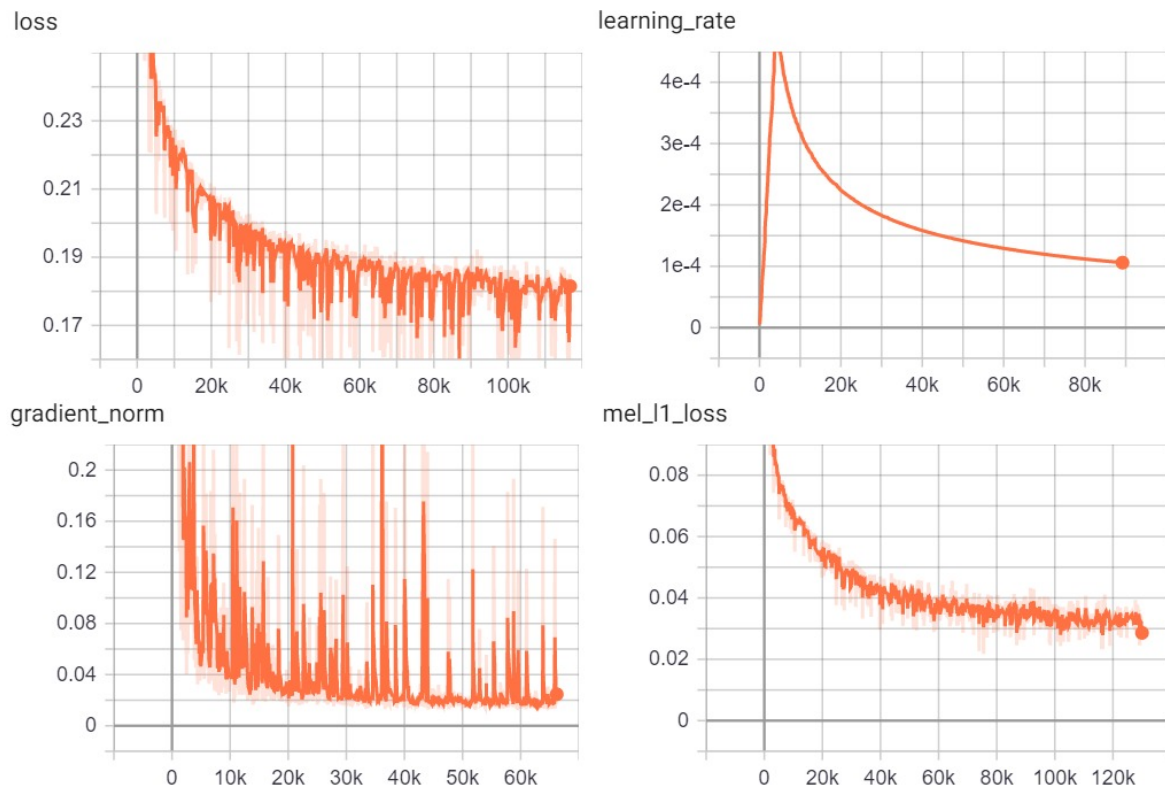 loss
0.23
0.21
0.19
0.17
0 20k 40k 60k 80k 100k
learning_rate
4e-4
3e-4
2e-4
1e-4
0
0 20k 40k 60k 80k
gradient_norm
0.2
0.16
0.12
0.08
0.04
0
0 10k 20k 30k 40k 50k 60k
mel_l1_loss
0.08
0.06
0.04
0.02
0
0 20k 40k 60k 80k 100k 120k